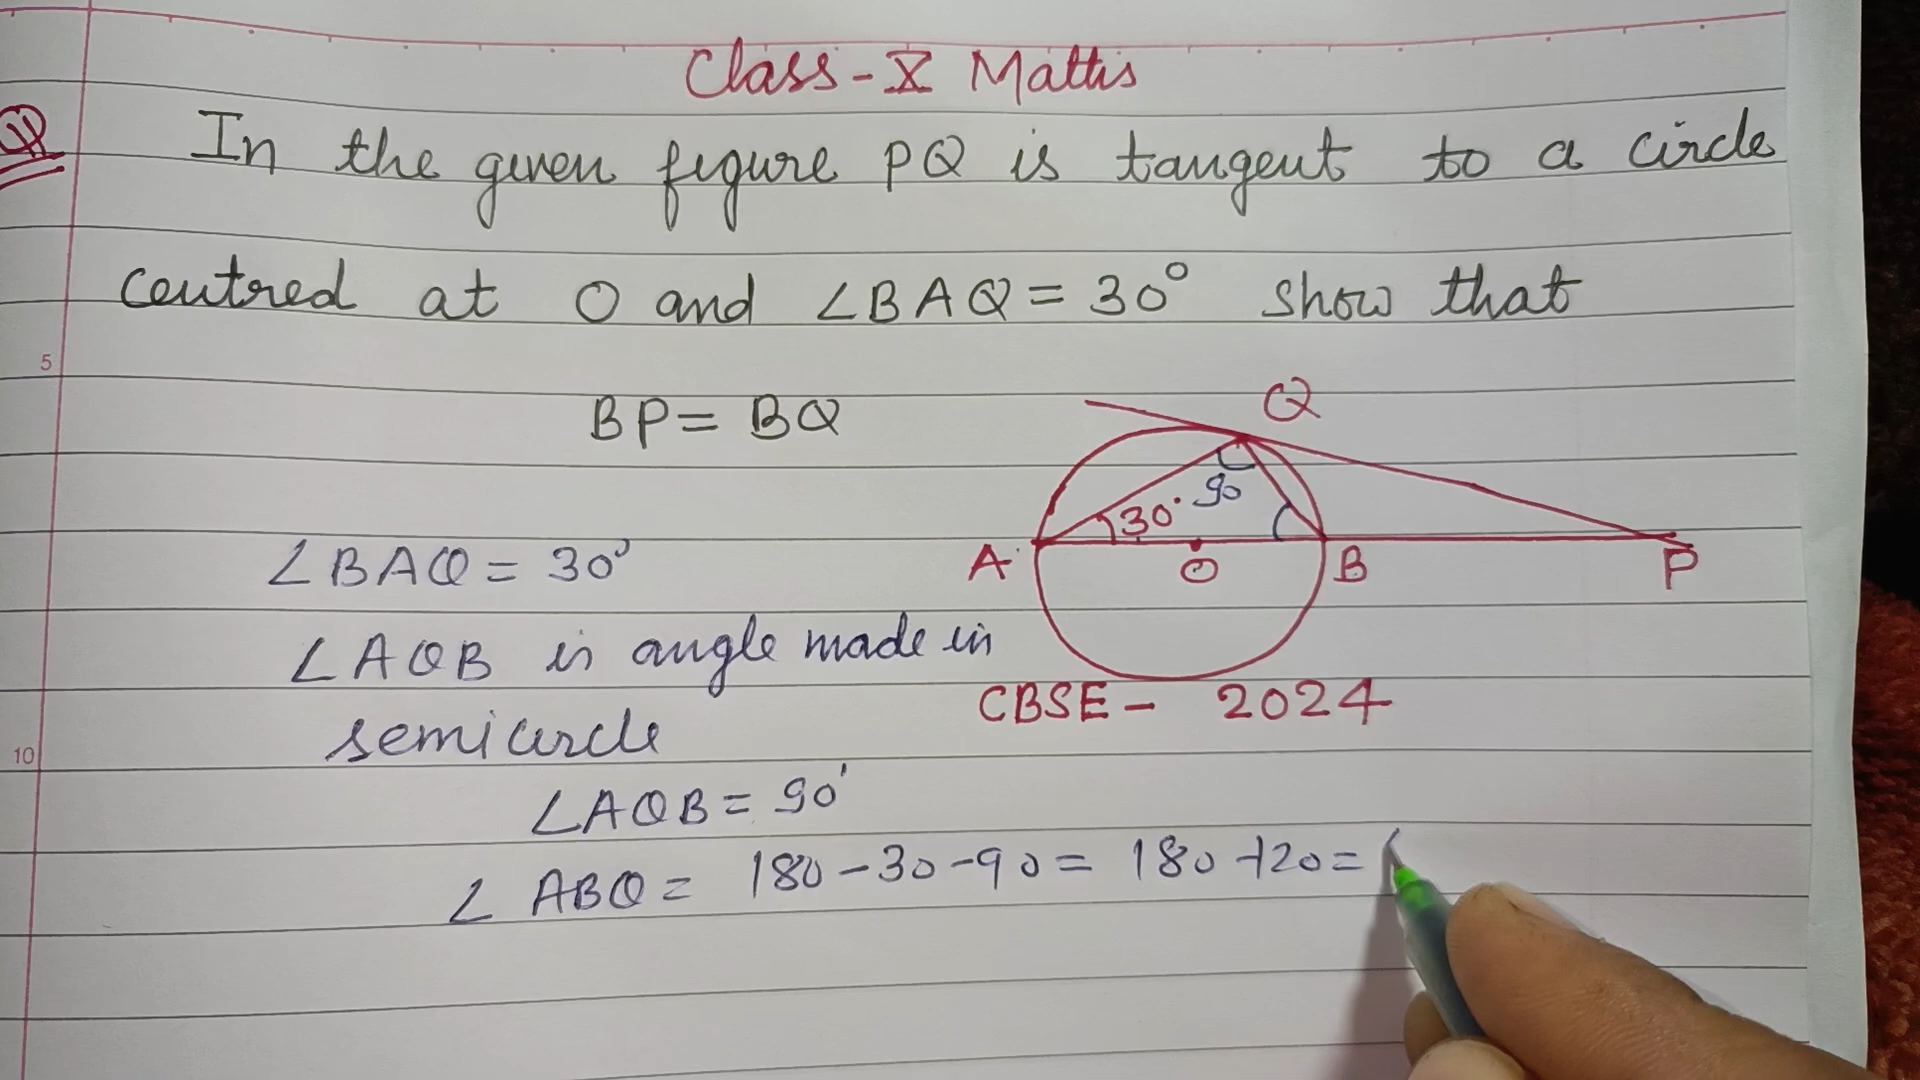 Class-X Maths
Q
In the given figure PQ is tangent to a circle
centred at O and ∠BAQ = 30° show that
5
BP = BQ
Q
30° 90
A O B P
∠BAQ = 30°
∠AQB is angle made in
semicircle
CBSE - 2024
10
∠AQB = 90°
∠ABQ = 180 - 30 - 90 = 180 - 120 =